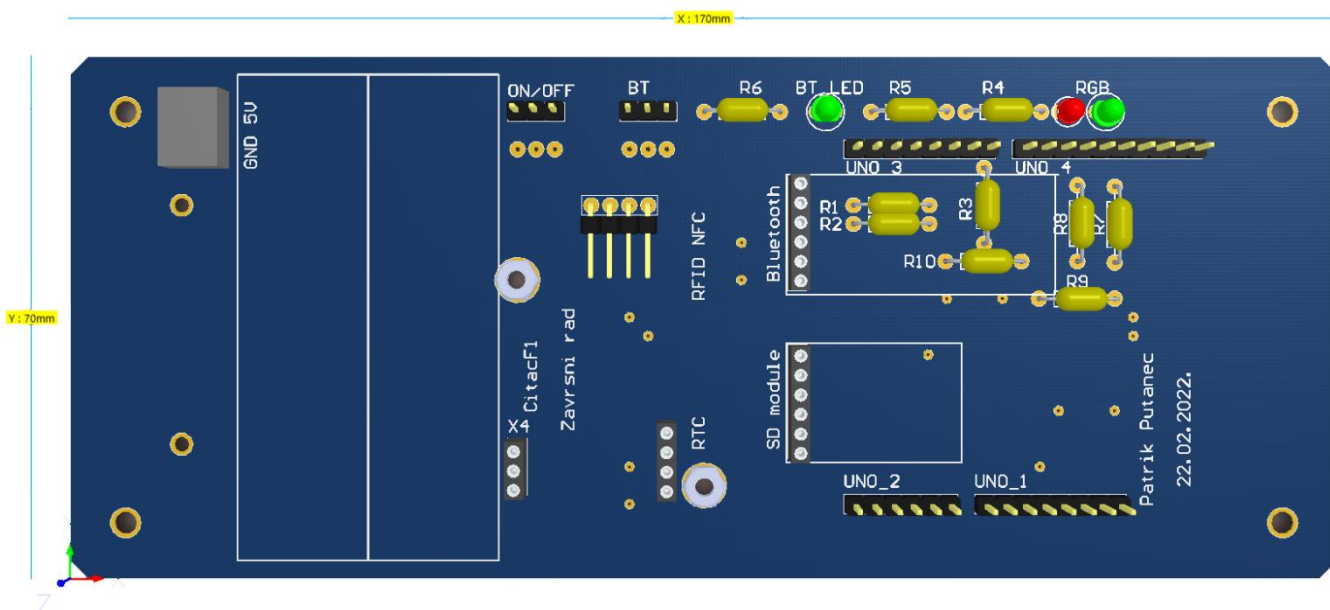 X : 170mm
Y : 70mm
GND 5V
ON/OFF
BT
R6
BT_LED
R5
R4
RGB
UNO_3
UNO_4
RFID NFC
Bluetooth
R1
R2
R3
R8
R7
R10
R9
CitacF1
Zavrsni rad
X4
RTC
SD module
UNO_2
UNO_1
Patrik Putanec
22.02.2022.
X
Z